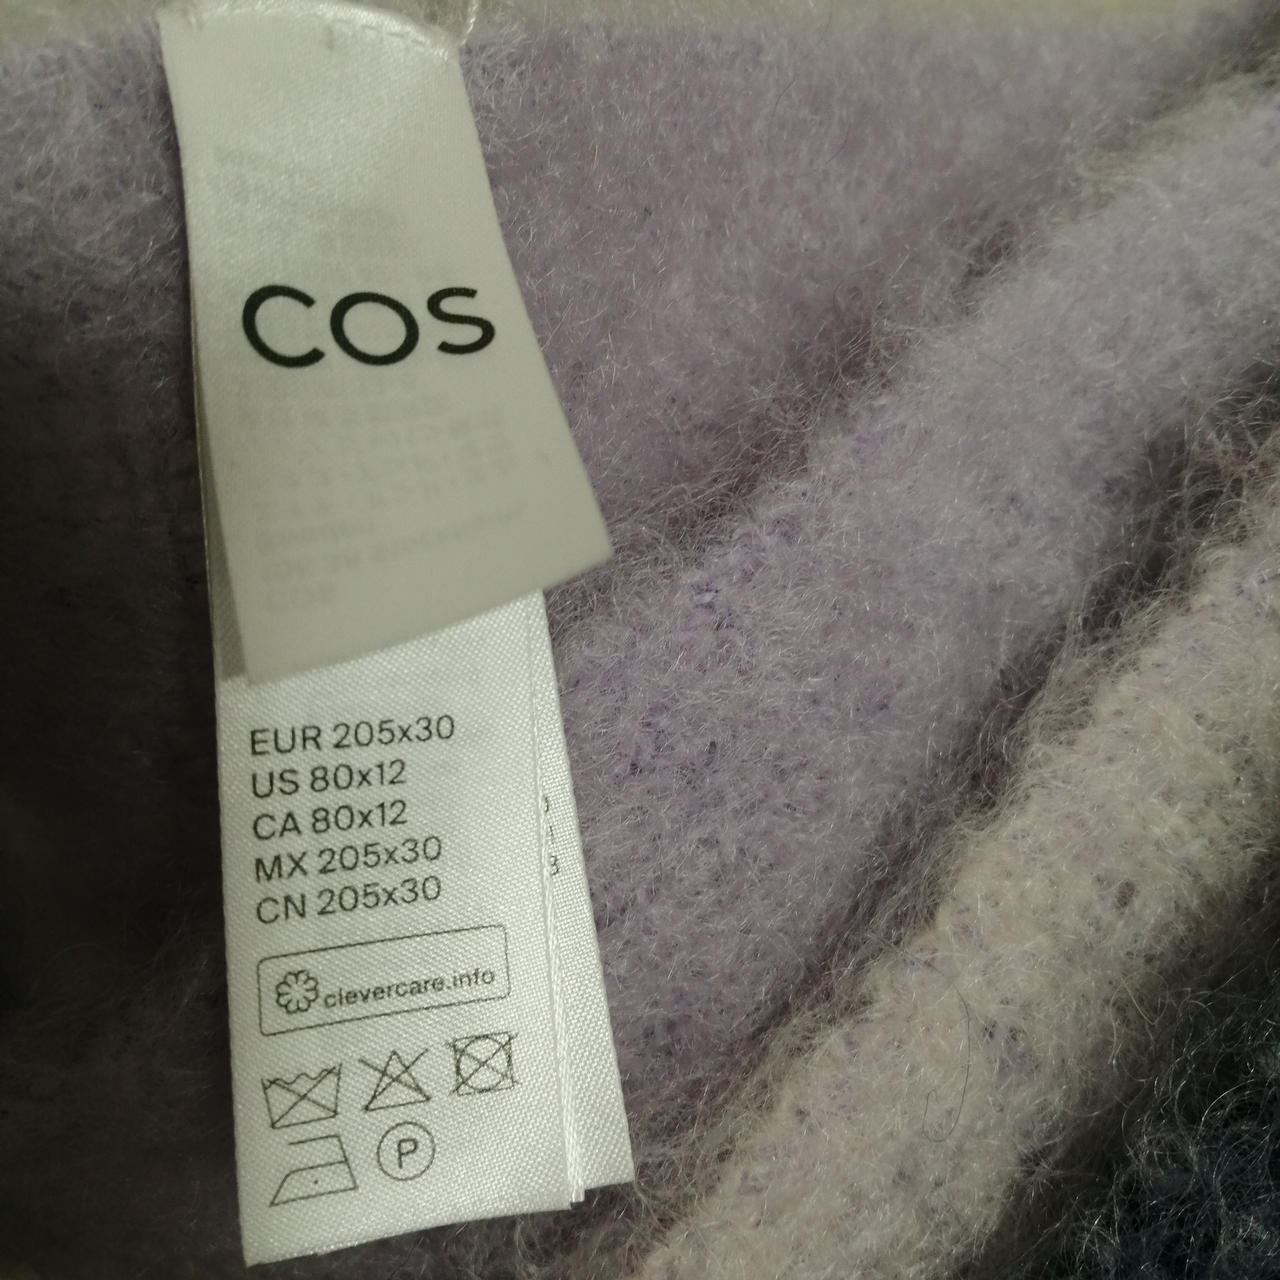 COS
EUR 205x30
US 80x12
CA 80x12
MX 205x30
CN 205x30
clevercare.info
P